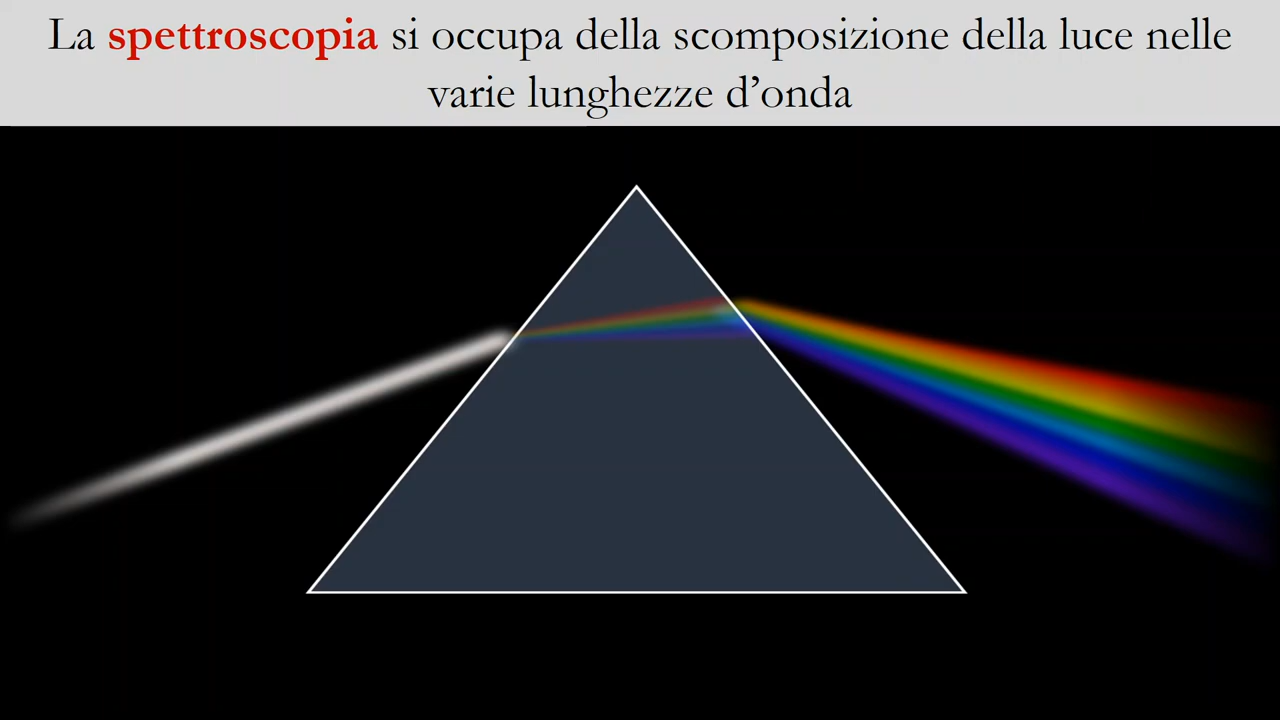 La spettroscopia si occupa della scomposizione della luce nelle
varie lunghezze d’onda